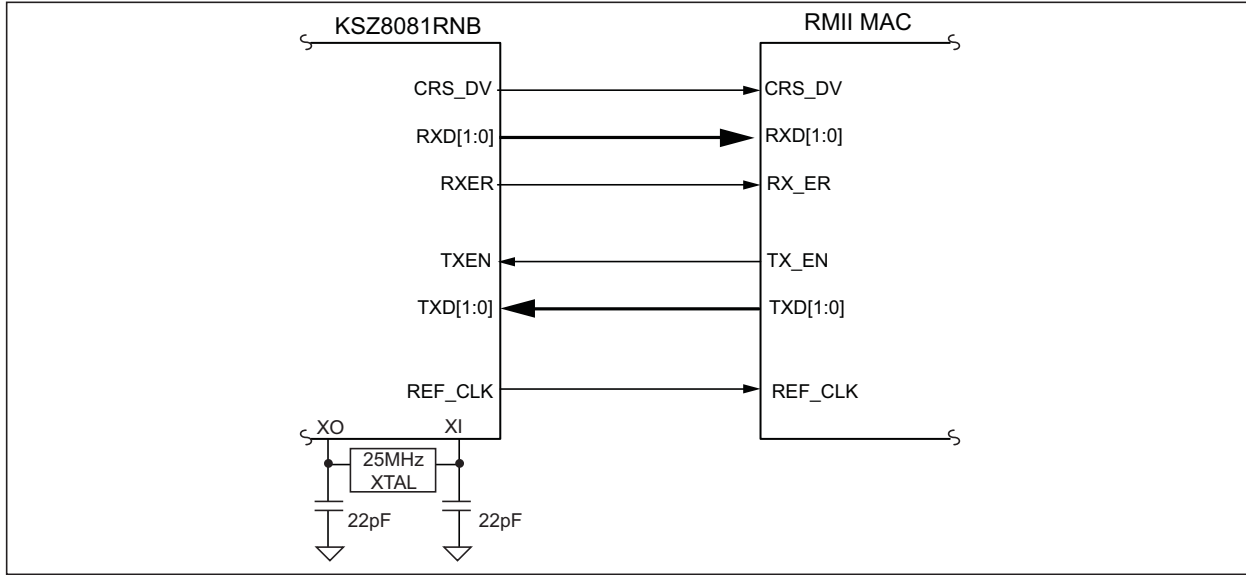 KSZ8081RNB
RMII MAC
CRS_DV
CRS_DV
RXD[1:0]
RXD[1:0]
RXER
RX_ER
TXEN
TX_EN
TXD[1:0]
TXD[1:0]
REF_CLK
REF_CLK
XO
XI
25MHz
XTAL
22pF
22pF